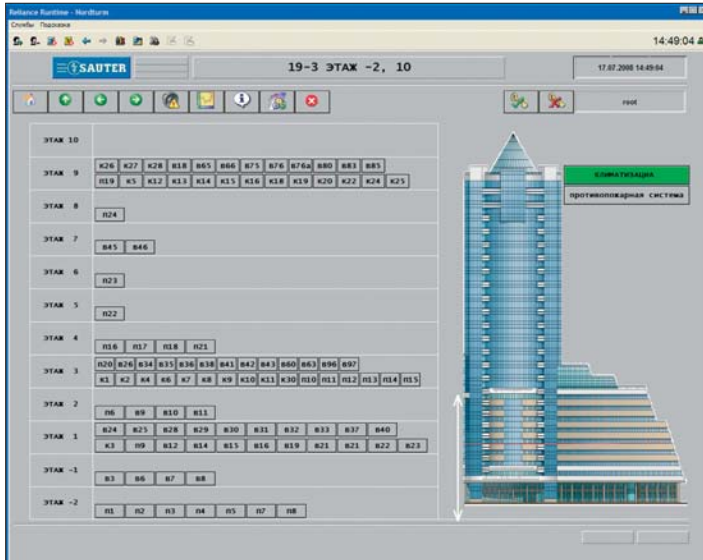 Reliance Runtime - Nordturm
Службы Подсказка
14:49:04
SAUTER
19-3 ЭТАЖ -2, 10
17.07.2008 14:49:04
root
ЭТАЖ 10
ЭТАЖ 9
К26 К27 К28 В18 В65 В66 В75 В76 В76а В80 В83 В85
П19 К5 К12 К13 К14 К15 К16 К18 К19 К20 К22 К24 К25
ЭТАЖ 8
П24
ЭТАЖ 7
В45 В46
ЭТАЖ 6
П23
ЭТАЖ 5
П22
ЭТАЖ 4
П16 П17 П18 П21
ЭТАЖ 3
П20 В26 В34 В35 В36 В38 В41 В42 В43 В60 В63 В96 В97
К1 К2 К4 К6 К7 К8 К9 К10 К11 К30 П10 П11 П12 П13 П14 П15
ЭТАЖ 2
П6 В9 В10 В11
ЭТАЖ 1
В24 В25 В28 В29 В30 В31 В32 В33 В37 В40
К3 П9 В12 В14 В15 В16 В19 В21 В21 В22 В23
ЭТАЖ -1
В3 В6 В7 В8
ЭТАЖ -2
П1 П2 П3 П4 П5 П7 П8
КЛИМАТИЗАЦИЯ
противопожарная система